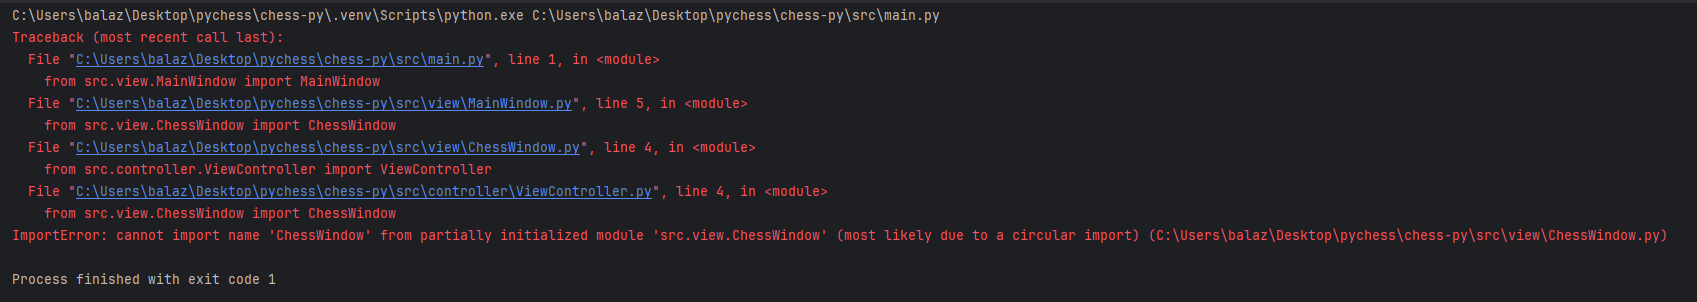 C:\Users\balaz\Desktop\pychess\chess-py\.venv\Scripts\python.exe C:\Users\balaz\Desktop\pychess\chess-py\src\main.py
Traceback (most recent call last):
  File "C:\Users\balaz\Desktop\pychess\chess-py\src\main.py", line 1, in <module>
    from src.view.MainWindow import MainWindow
  File "C:\Users\balaz\Desktop\pychess\chess-py\src\view\MainWindow.py", line 5, in <module>
    from src.view.ChessWindow import ChessWindow
  File "C:\Users\balaz\Desktop\pychess\chess-py\src\view\ChessWindow.py", line 4, in <module>
    from src.controller.ViewController import ViewController
  File "C:\Users\balaz\Desktop\pychess\chess-py\src\controller\ViewController.py", line 4, in <module>
    from src.view.ChessWindow import ChessWindow
ImportError: cannot import name 'ChessWindow' from partially initialized module 'src.view.ChessWindow' (most likely due to a circular import) (C:\Users\balaz\Desktop\pychess\chess-py\src\view\ChessWindow.py)
Process finished with exit code 1